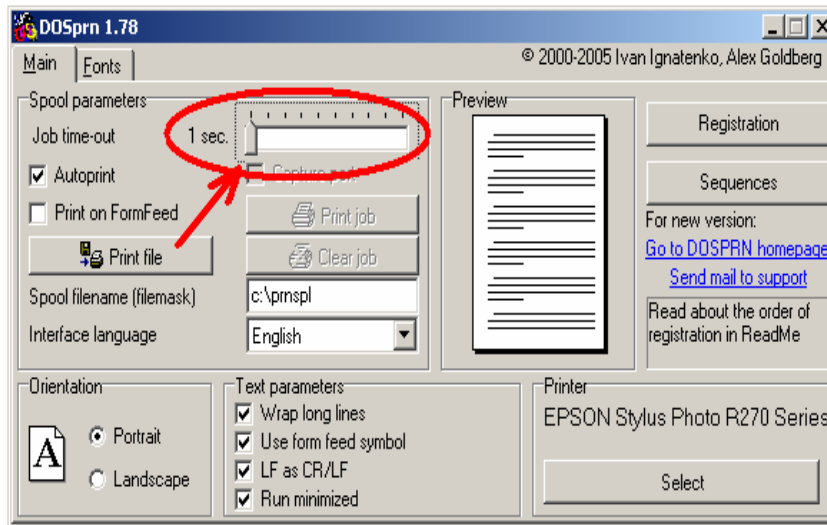 DOSprn 1.78
Main
Fonts
© 2000-2005 Ivan Ignatenko, Alex Goldberg
Spool parameters
Job time-out 1 sec.
Autoprint
Capture port
Print on FormFeed
Print job
Print file
Clear job
Spool filename (filemask) c:\prnspl
Interface language English
Preview
Registration
Sequences
For new version:
Go to DOSPRN homepage
Send mail to support
Read about the order of
registration in ReadMe
Orientation
A
Portrait
Landscape
Text parameters
Wrap long lines
Use form feed symbol
LF as CR/LF
Run minimized
Printer
EPSON Stylus Photo R270 Series
Select